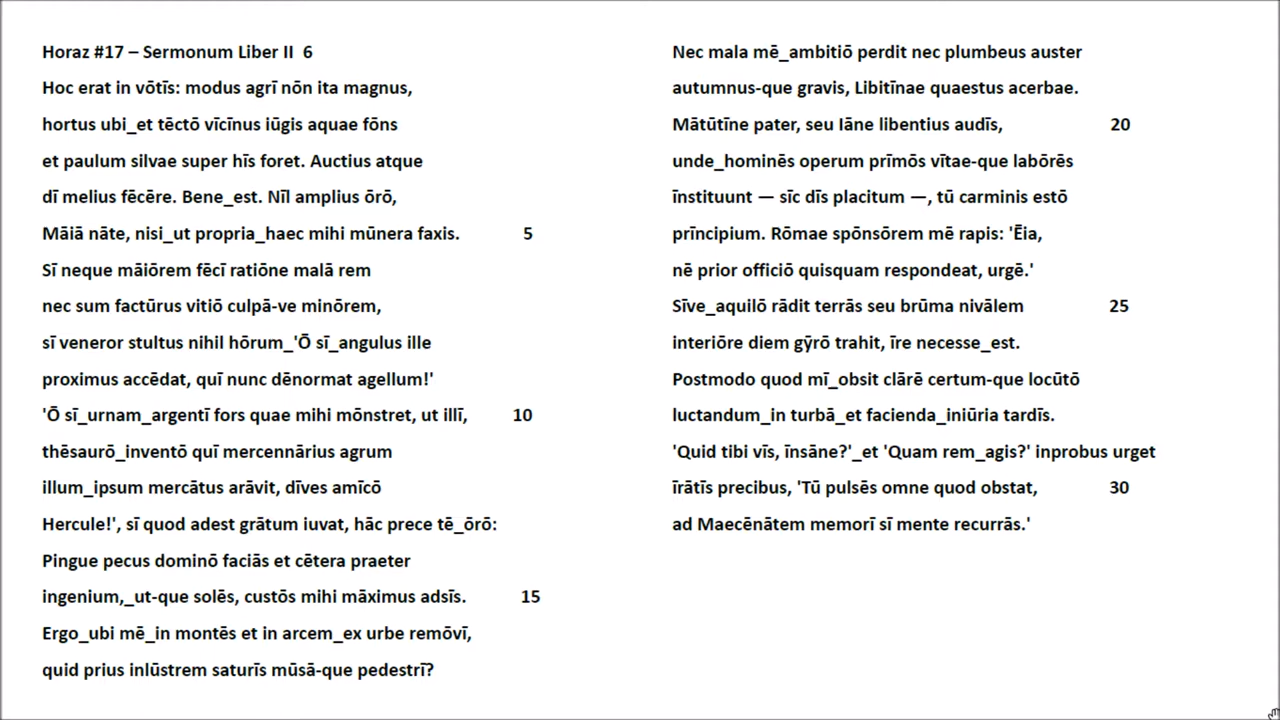 Horaz #17 – Sermonum Liber II  6
Hoc erat in vōtīs: modus agrī nōn ita magnus,
hortus ubi_et tēctō vīcīnus iūgis aquae fōns
et paulum silvae super hīs foret. Auctius atque
dī melius fēcēre. Bene_est. Nīl amplius ōrō,
Māiā nāte, nisi_ut propria_haec mihi mūnera faxis. 5
Sī neque māiōrem fēcī ratiōne malā rem
nec sum factūrus vitiō culpā-ve minōrem,
sī veneror stultus nihil hōrum_'Ō sī_angulus ille
proximus accēdat, quī nunc dēnormat agellum!'
'Ō sī_urnam_argentī fors quae mihi mōnstret, ut illī, 10
thēsaurō_inventō quī mercennārius agrum
illum_ipsum mercātus arāvit, dīves amīcō
Hercule!', sī quod adest grātum iuvat, hāc prece tē_ōrō:
Pingue pecus dominō faciās et cētera praeter
ingenium,_ut-que solēs, custōs mihi māximus adsīs. 15
Ergo_ubi mē_in montēs et in arcem_ex urbe remōvī,
quid prius inlūstrem saturīs mūsā-que pedestrī?
Nec mala mē_ambitiō perdit nec plumbeus auster
autumnus-que gravis, Libitīnae quaestus acerbae.
Mātūtīne pater, seu Iāne libentius audīs, 20
unde_hominēs operum prīmōs vītae-que labōrēs
īnstituunt — sīc dīs placitum —, tū carminis estō
prīncipium. Rōmae spōnsōrem mē rapis: 'Ēia,
nē prior officiō quisquam respondeat, urgē.'
Sīve_aquilō rādit terrās seu brūma nivālem 25
interiōre diem gȳrō trahit, īre necesse_est.
Postmodo quod mī_obsit clārē certum-que locūtō
luctandum_in turbā_et facienda_iniūria tardīs.
'Quid tibi vīs, īnsāne?'_et 'Quam rem_agis?' inprobus urget
īrātīs precibus, 'Tū pulsēs omne quod obstat, 30
ad Maecēnātem memorī sī mente recurrās.'